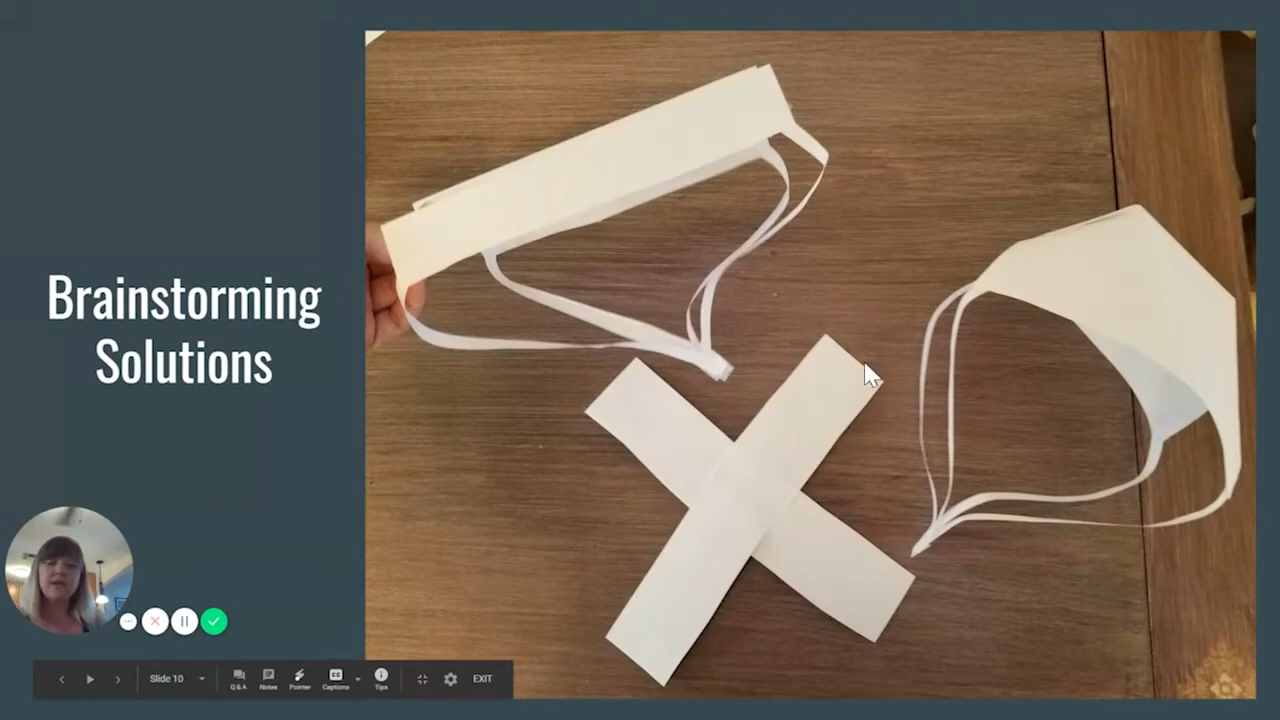 Brainstorming
Solutions
Slide 10
Q&A
Notes
Pointer
CC
Captions
Tips
EXIT